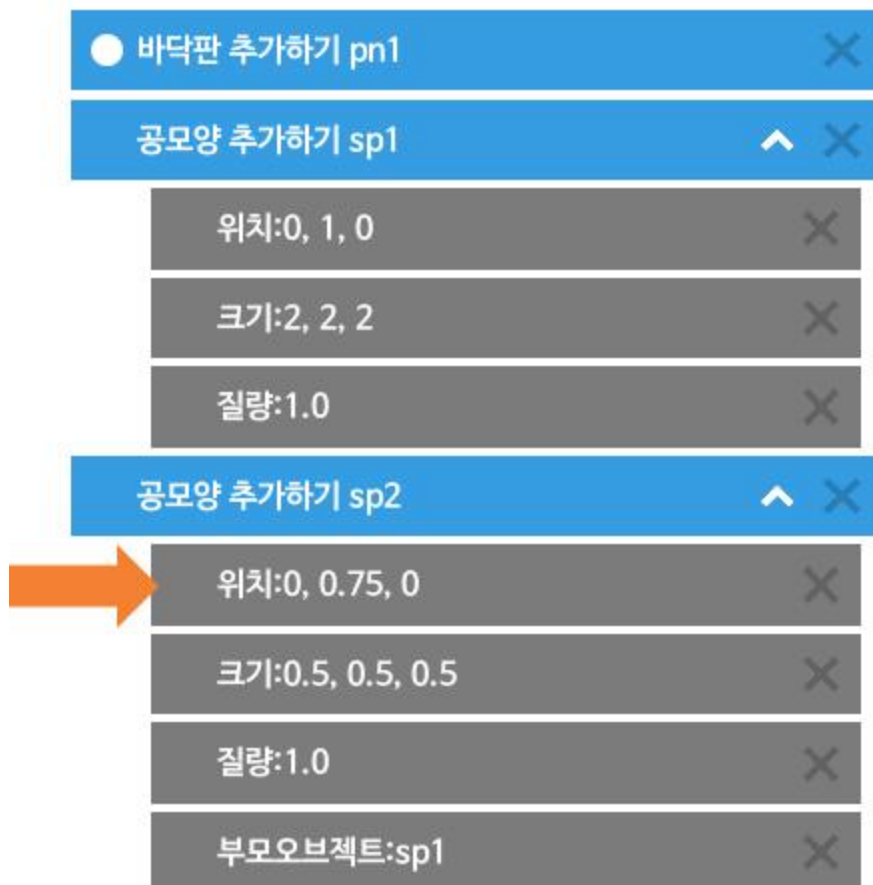 바닥판 추가하기 pn1
공모양 추가하기 sp1
위치:0, 1, 0
크기:2, 2, 2
질량:1.0
공모양 추가하기 sp2
위치:0, 0.75, 0
크기:0.5, 0.5, 0.5
질량:1.0
부모오브젝트:sp1